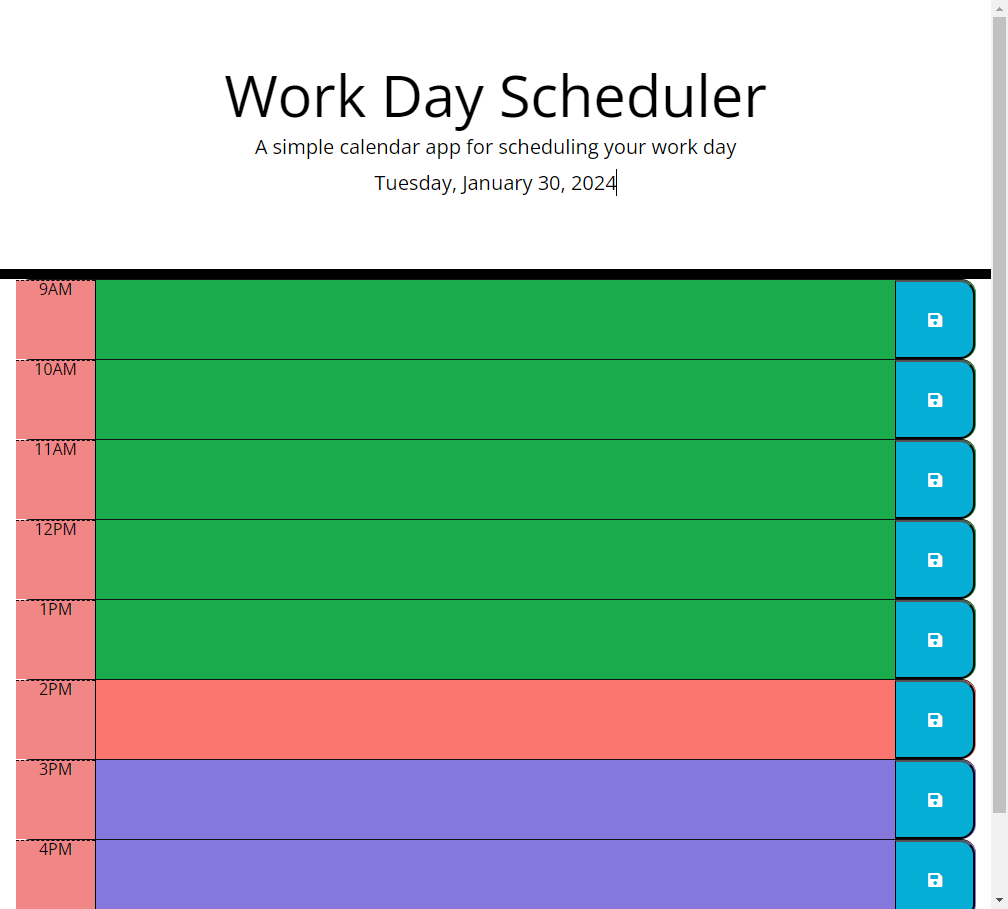 Work Day Scheduler
A simple calendar app for scheduling your work day
Tuesday, January 30, 2024
9AM
10AM
11AM
12PM
1PM
2PM
3PM
4PM